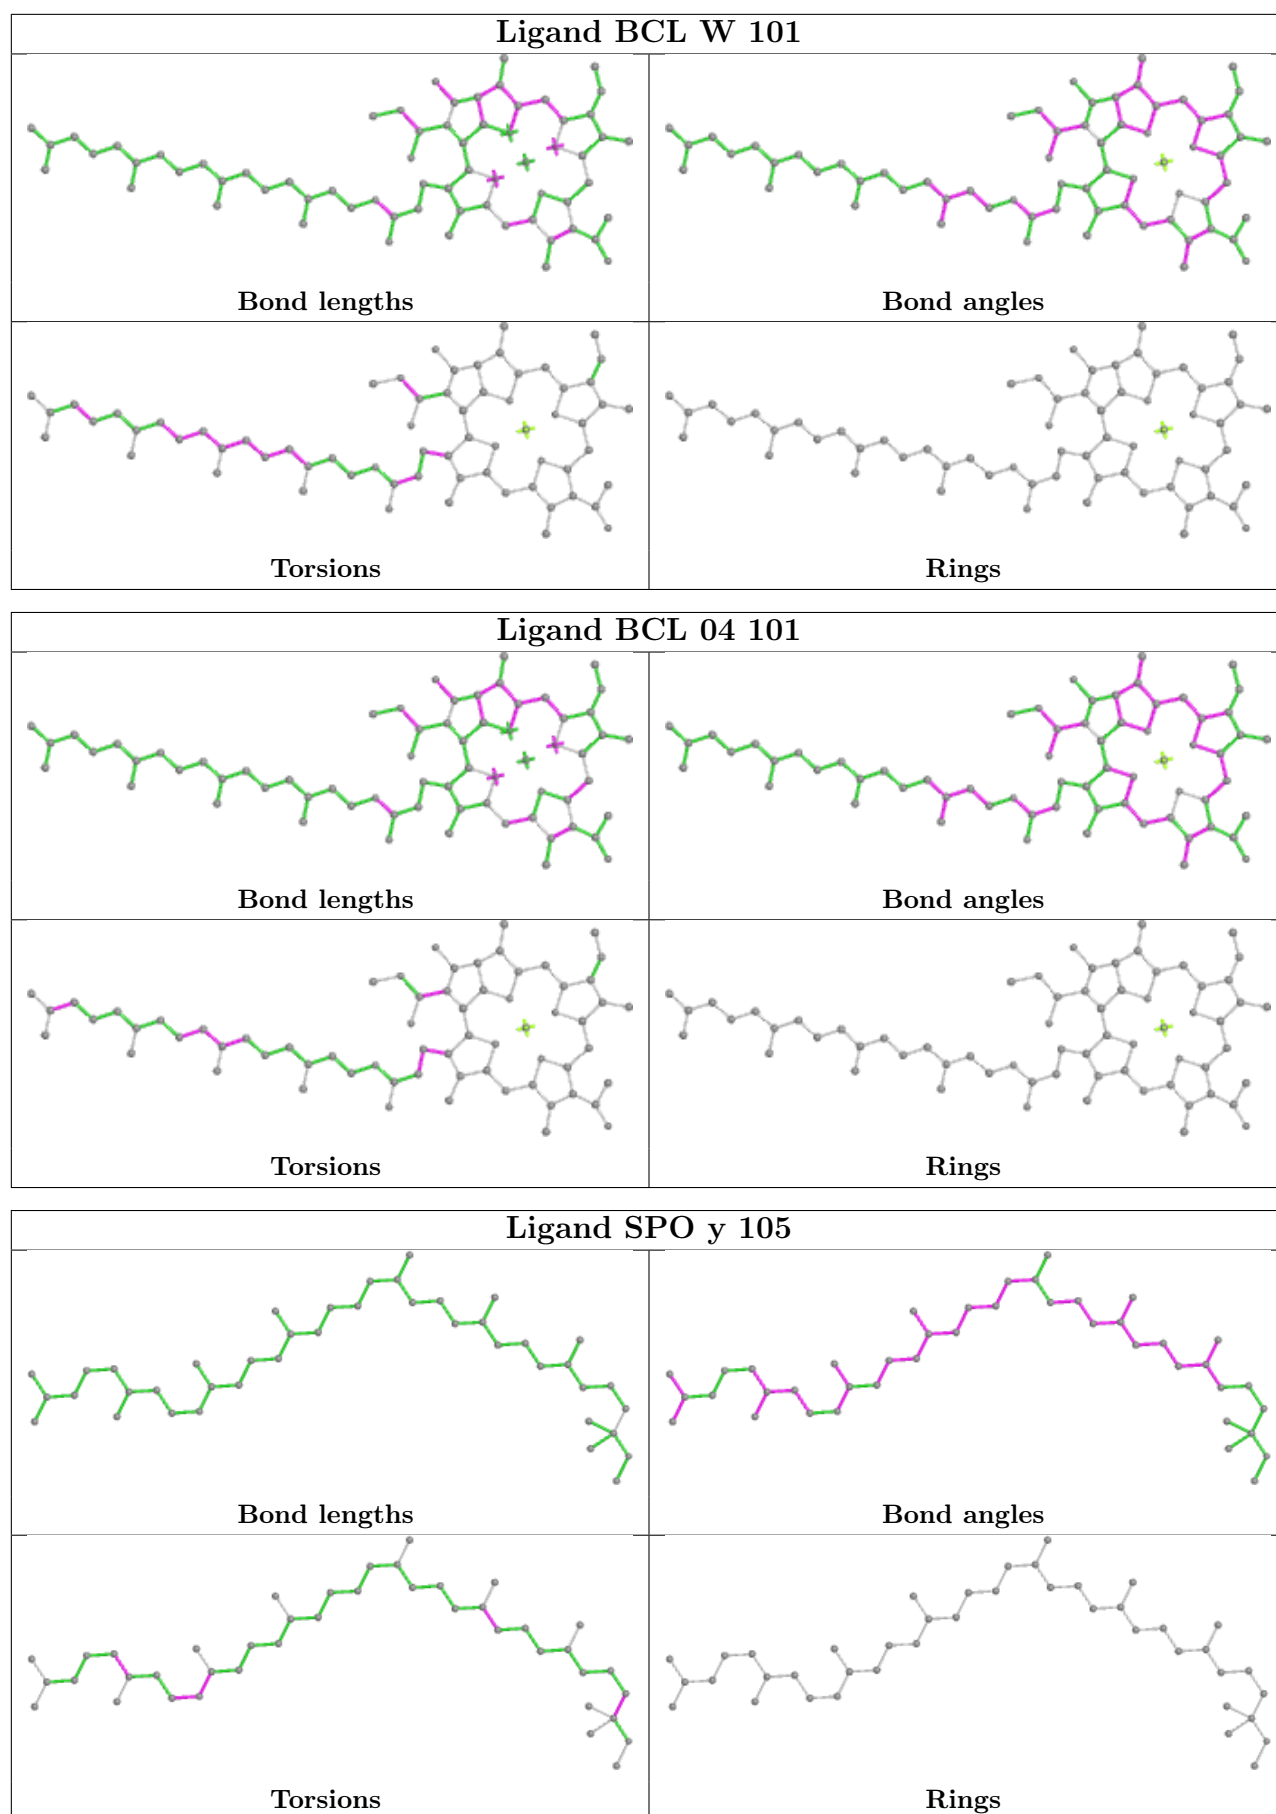 Ligand BCL W 101
Bond lengths
Bond angles
Torsions
Rings
Ligand BCL 04 101
Bond lengths
Bond angles
Torsions
Rings
Ligand SPO y 105
Bond lengths
Bond angles
Torsions
Rings